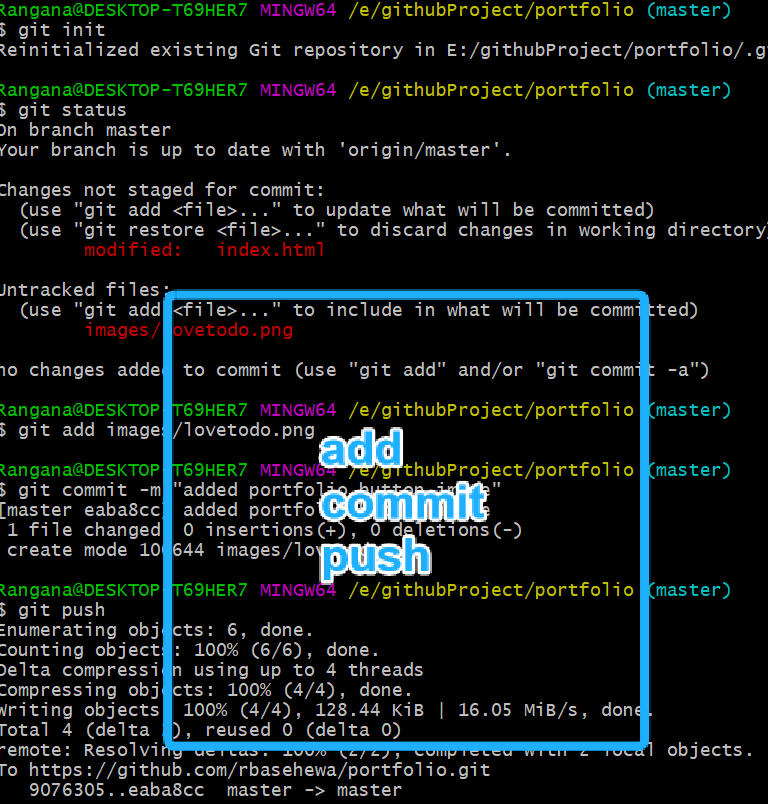 Rangana@DESKTOP-T69HER7 MINGW64 /e/githubProject/portfolio (master)
$ git init
Reinitialized existing Git repository in E:/githubProject/portfolio/.g
Rangana@DESKTOP-T69HER7 MINGW64 /e/githubProject/portfolio (master)
$ git status
On branch master
Your branch is up to date with 'origin/master'.
Changes not staged for commit:
(use "git add <file>..." to update what will be committed)
(use "git restore <file>..." to discard changes in working directory)
modified: index.html
Untracked files:
(use "git add <file>..." to include in what will be committed)
images/lovetodo.png
no changes added to commit (use "git add" and/or "git commit -a")
Rangana@DESKTOP-T69HER7 MINGW64 /e/githubProject/portfolio (master)
$ git add images/lovetodo.png
add
Rangana@DESKTOP-T69HER7 MINGW64 /e/githubProject/portfolio (master)
$ git commit -m "added portfolio button image"
commit
[master eaba8cc] added
1 file changed, 0 insertions(+), 0 deletions(-)
create mode 100644
push
Rangana@DESKTOP-T69HER7 MINGW64 /e/githubProject/portfolio (master)
$ git push
Enumerating objects: 6, done.
Counting objects: 100% (6/6), done.
Delta compression using up to 4 threads
Compressing objects: 100% (4/4), done.
Writing objects: 100% (4/4), 128.44 KiB | 16.05 MiB/s, done.
Total 4 (delta 2), reused 0 (delta 0)
remote: Resolving deltas: 100% (2/2), completed with 2 local objects.
To https://github.com/rbasehewa/portfolio.git
9076305..eaba8cc master -> master